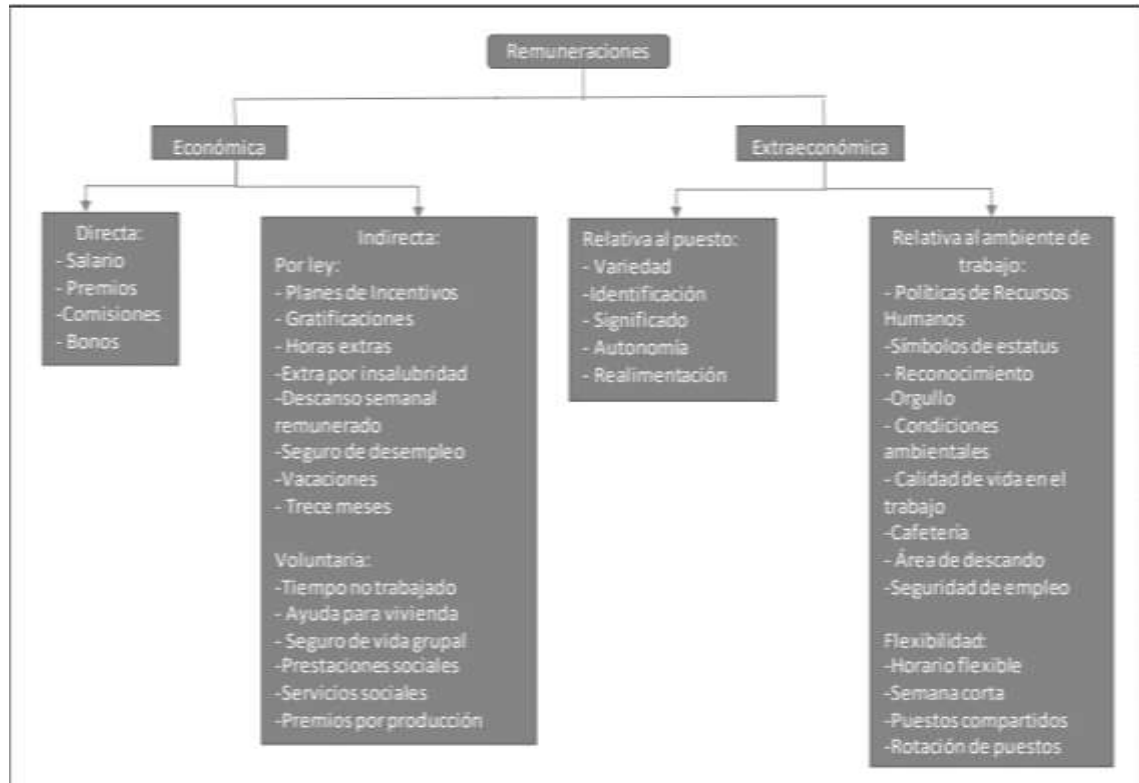 Remuneraciones
Económica
Extraeconómica
Directa:
- Salario
- Premios
-Comisiones
- Bonos
Indirecta:
Por ley:
- Planes de Incentivos
- Gratificaciones
- Horas extras
-Extra por insalubridad
-Descanso semanal
remunerado
-Seguro de desempleo
-Vacaciones
- Trece meses
Voluntaria:
-Tiempo no trabajado
- Ayuda para vivienda
- Seguro de vida grupal
-Prestaciones sociales
-Servicios sociales
-Premios por producción
Relativa al puesto:
- Variedad
-Identificación
- Significado
- Autonomía
- Realimentación
Relativa al ambiente de
trabajo:
- Políticas de Recursos
Humanos
-Símbolos de estatus
- Reconocimiento
-Orgullo
- Condiciones
ambientales
- Calidad de vida en el
trabajo
-Cafetería
- Área de descando
-Seguridad de empleo
Flexibilidad:
-Horario flexible
-Semana corta
-Puestos compartidos
-Rotación de puestos